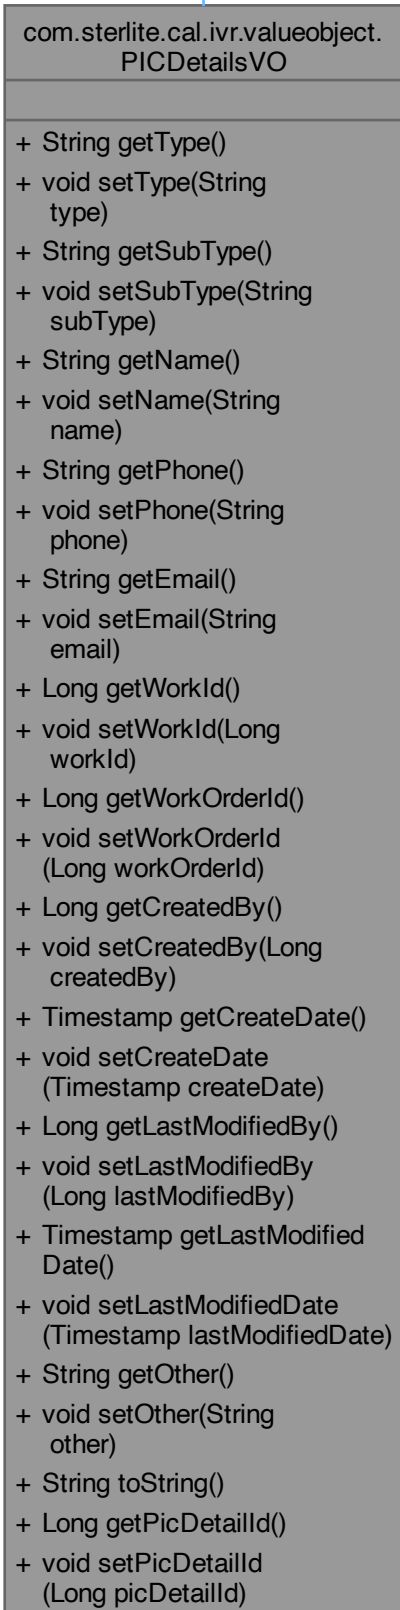 com.sterlite.cal.ivr.valueobject.
PICDetailsVO
+ String getType()
+ void setType(String
type)
+ String getSubType()
+ void setSubType(String
subType)
+ String getName()
+ void setName(String
name)
+ String getPhone()
+ void setPhone(String
phone)
+ String getEmail()
+ void setEmail(String
email)
+ Long getWorkId()
+ void setWorkId(Long
workId)
+ Long getWorkOrderId()
+ void setWorkOrderId
(Long workOrderId)
+ Long getCreatedBy()
+ void setCreatedBy(Long
createdBy)
+ Timestamp getCreateDate()
+ void setCreateDate
(Timestamp createDate)
+ Long getLastModifiedBy()
+ void setLastModifiedBy
(Long lastModifiedBy)
+ Timestamp getLastModified
Date()
+ void setLastModifiedDate
(Timestamp lastModifiedDate)
+ String getOther()
+ void setOther(String
other)
+ String toString()
+ Long getPicDetailId()
+ void setPicDetailId
(Long picDetailId)